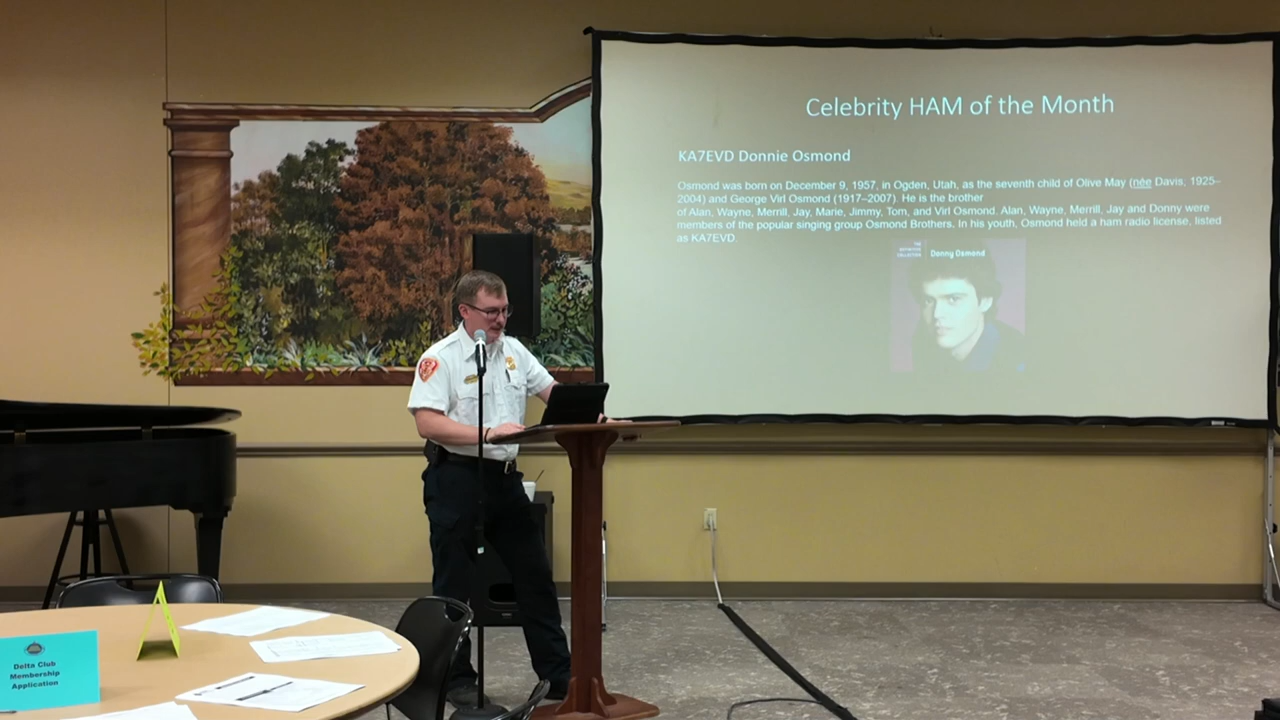 Celebrity HAM of the Month
KA7EVD Donnie Osmond
Osmond was born on December 9, 1957, in Ogden, Utah, as the seventh child of Olive May (née Davis; 1925–
2004) and George Virl Osmond (1917–2007). He is the brother
of Alan, Wayne, Merrill, Jay, Marie, Jimmy, Tom, and Virl Osmond. Alan, Wayne, Merrill, Jay and Donny were
members of the popular singing group Osmond Brothers. In his youth, Osmond held a ham radio license, listed
as KA7EVD.
THE
DEFINITIVE
COLLECTION
Donny Osmond
Delta Club
Membership
Application